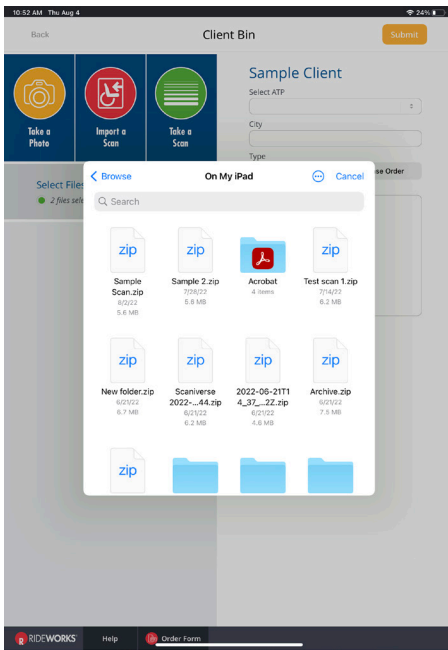 10:52 AM Thu Aug 4
24%
Back
Client Bin
Submit
Take a
Photo
Import a
Scan
Take a
Scan
Sample Client
Select ATP
City
Type
se Order
Select File
2 files sele
Browse
On My iPad
Cancel
Search
zip
zip
zip
Sample
Scan.zip
8/2/22
5.6 MB
Sample 2.zip
7/28/22
5.8 MB
Acrobat
4 items
Test scan 1.zip
7/14/22
8.2 MB
zip
zip
zip
zip
New folder.zip
6/21/22
6.7 MB
Scaniverse
2022-...44.zip
6/21/22
6.2 MB
2022-06-21T1
4_37_...2Z.zip
6/21/22
4.6 MB
Archive.zip
6/21/22
7.5 MB
zip
R RIDEWORKS
Help
Order Form